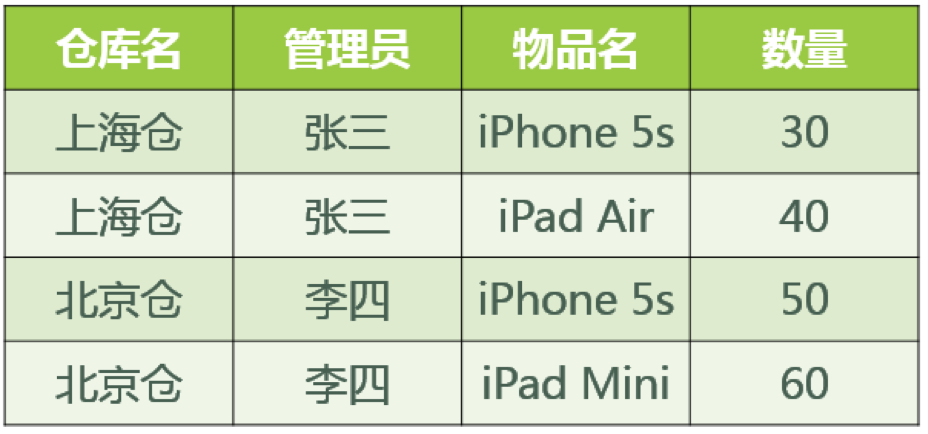 仓库名 管理员 物品名 数量
上海仓 张三 iPhone 5s 30
上海仓 张三 iPad Air 40
北京仓 李四 iPhone 5s 50
北京仓 李四 iPad Mini 60